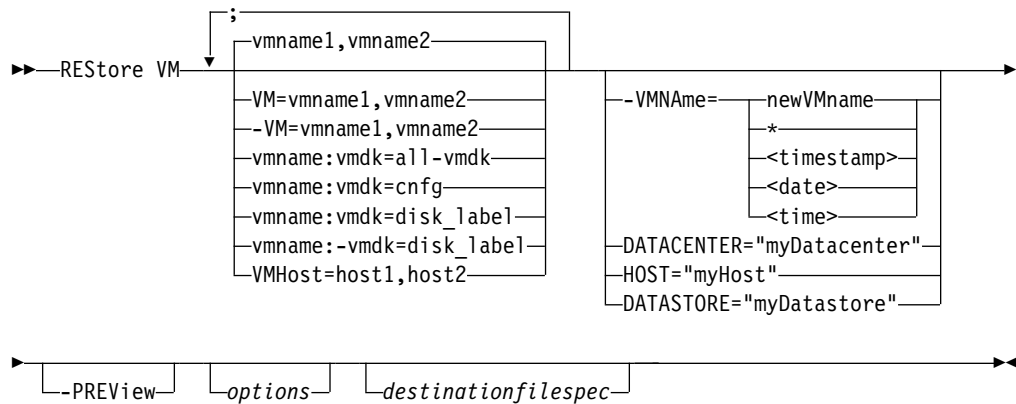 ;
vmname1,vmname2
REStore VM
VM=vmname1,vmname2
-VM=vmname1,vmname2
vmname:vmdk=all-vmdk
vmname:vmdk=cnfg
vmname:vmdk=disk_label
vmname:-vmdk=disk_label
VMHost=host1,host2
-VMNAme=
newVMname
*
<timestamp>
<date>
<time>
DATACENTER="myDatacenter"
HOST="myHost"
DATASTORE="myDatastore"
-PREView
options
destinationfilespec